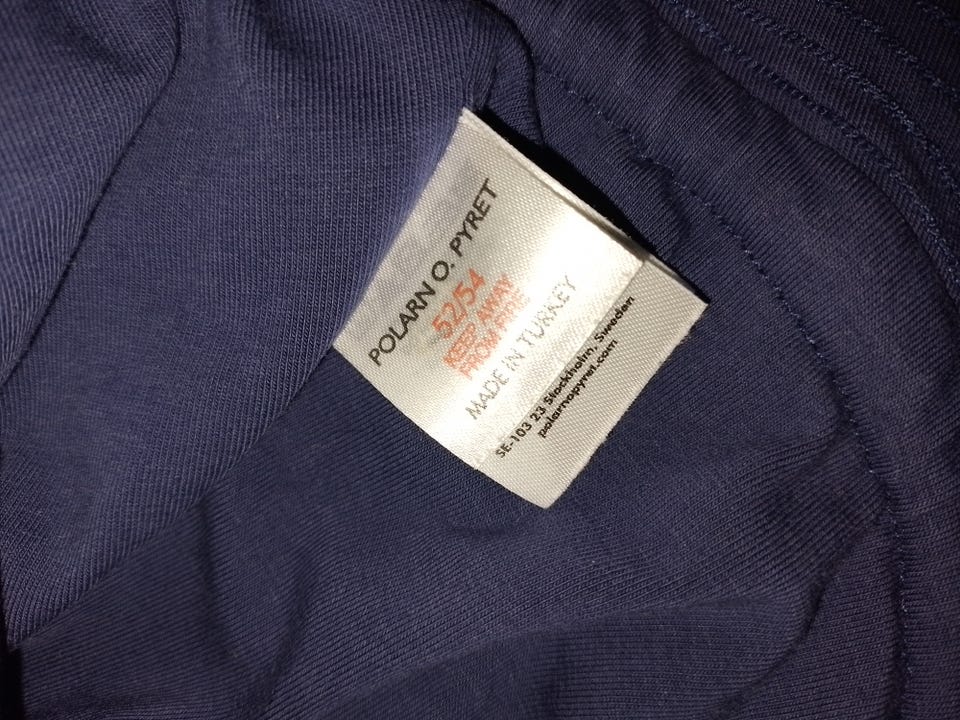 POLARN O. PYRET
52/54
KEEP AWAY
FROM FIRE
MADE IN TURKEY
SE-103 23 Stockholm, Sweden
polarnopyret.com